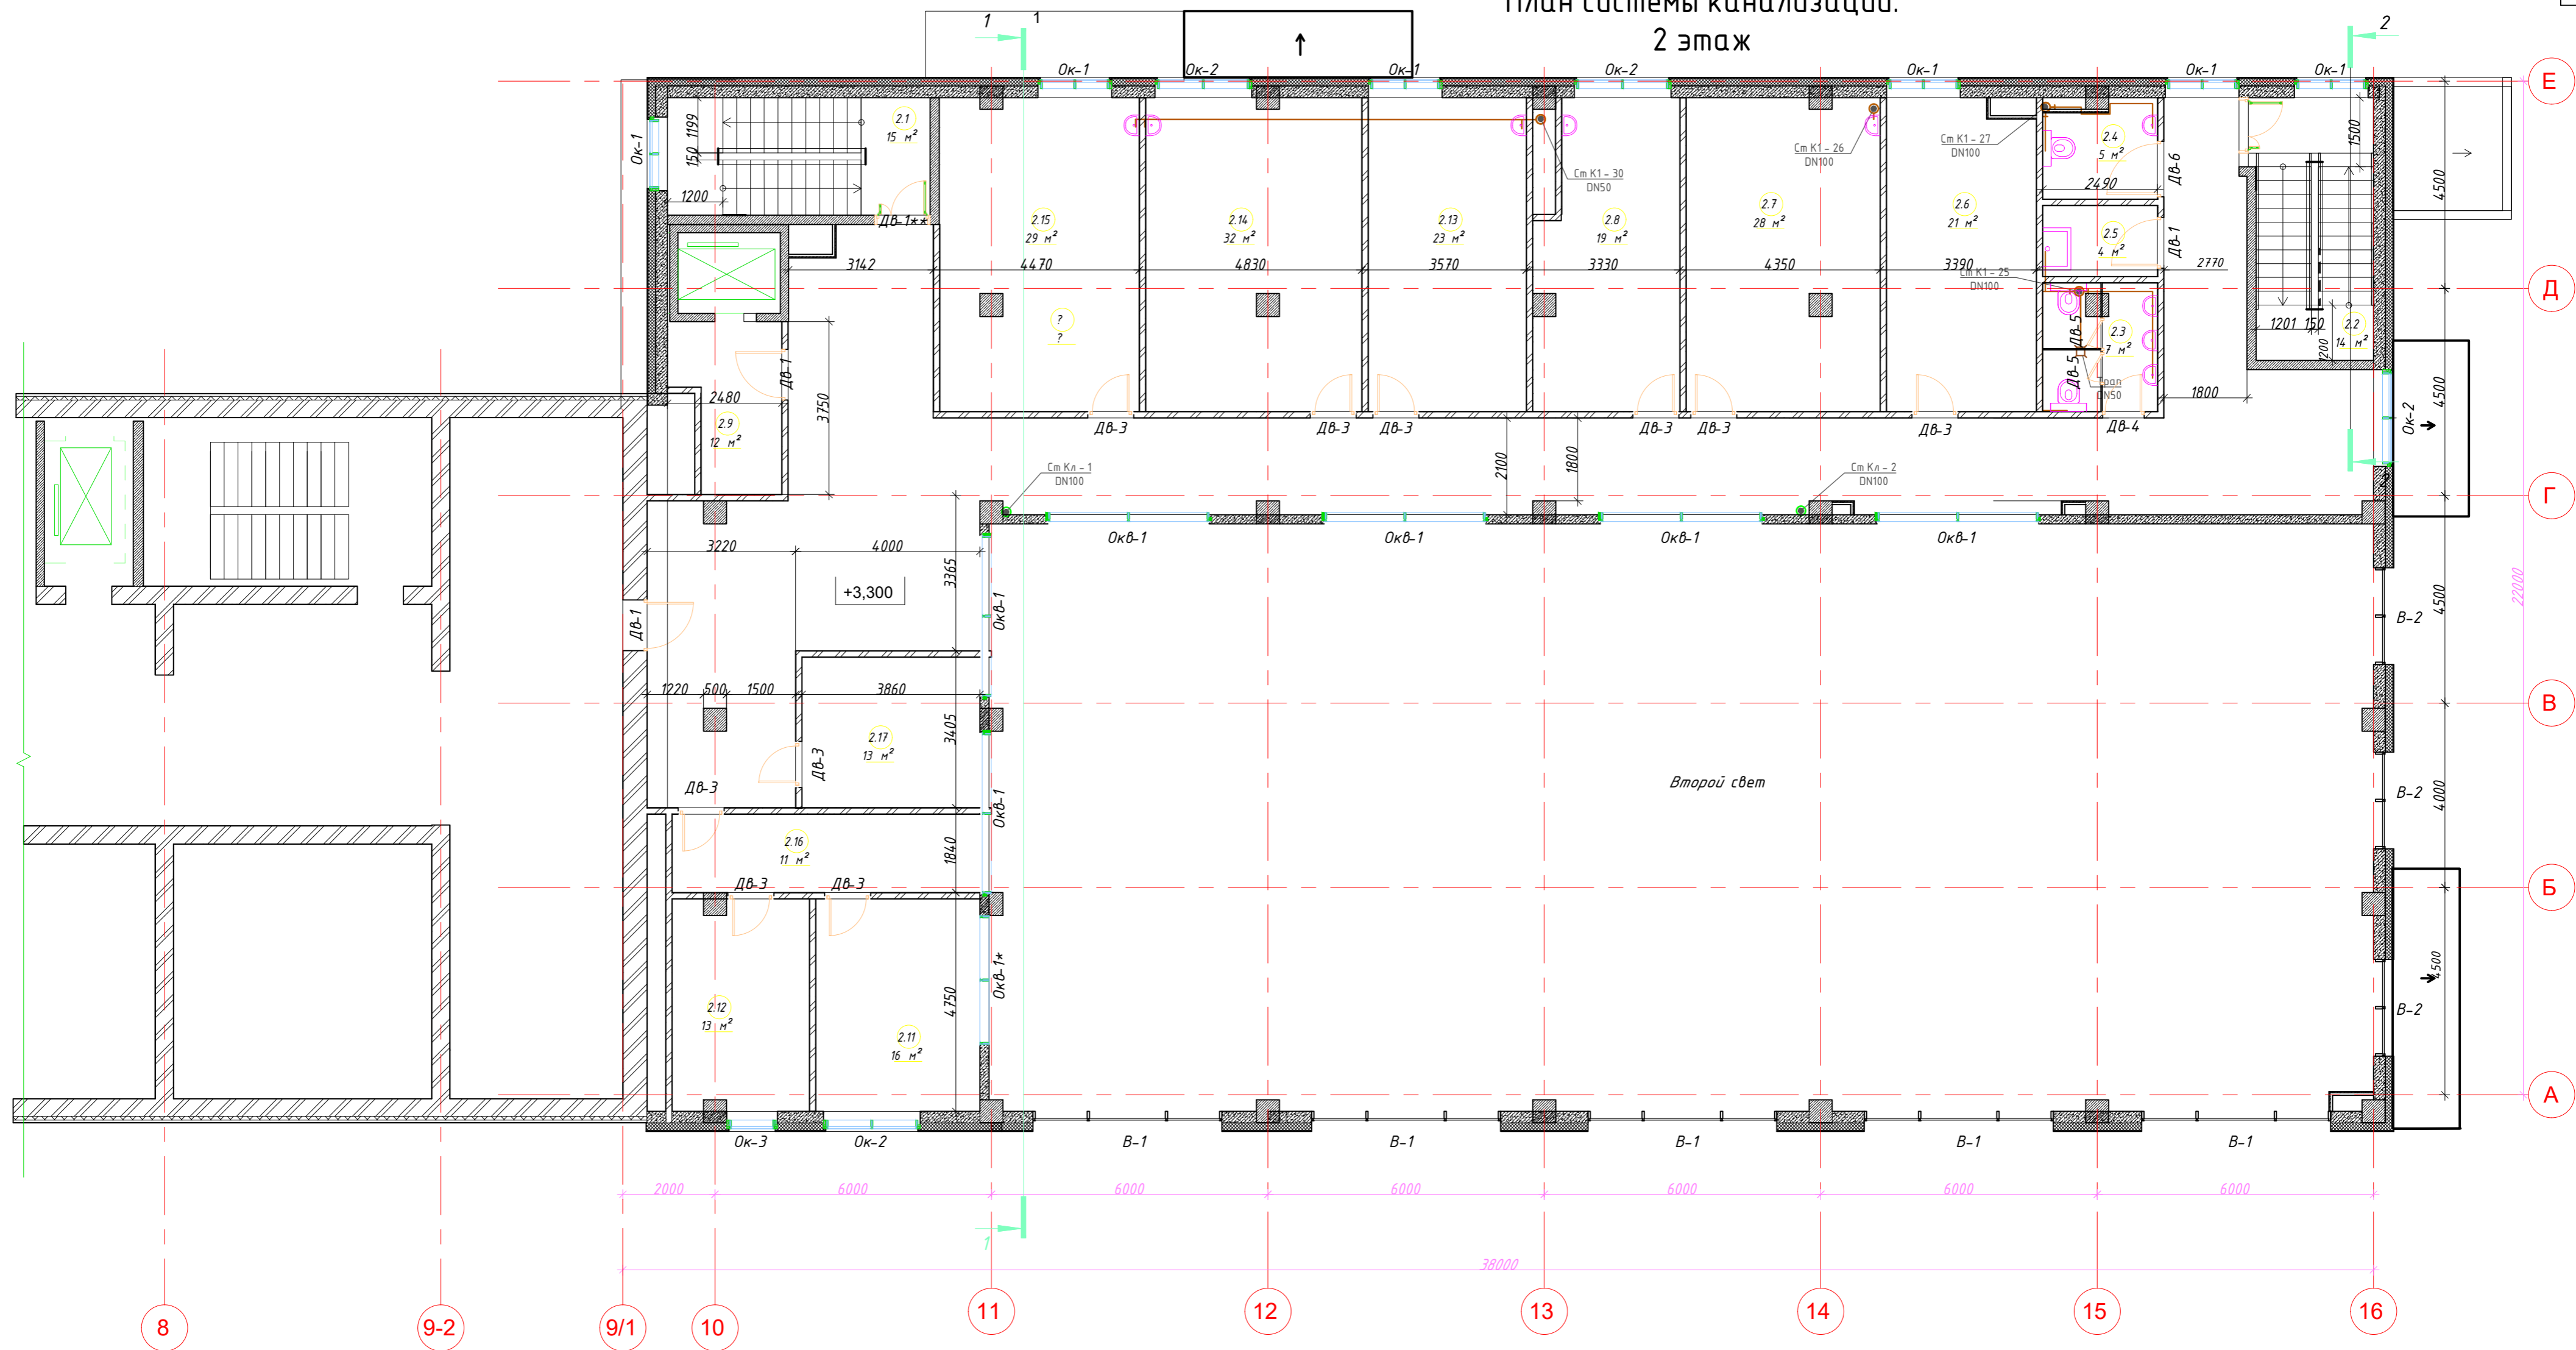 План системы канализации.
2 этаж
1
1
2
Ок-1
Ок-2
Ок-1
Ок-2
Ок-1
Ок-1
Ок-1
Е
Ок-1
1199
150
1200
2.1
15 м²
ДВ-1**
Ст К1 - 30
DN50
Ст К1 - 26
DN100
Ст К1 - 27
DN100
2.4
5 м²
2490
ДВ-6
1500
4500
2.15
29 м²
2.14
32 м²
2.13
23 м²
2.8
19 м²
2.7
28 м²
2.6
21 м²
2.5
4 м²
ДВ-1
3142
4470
4830
3570
3330
4350
3390
2770
Ст К1 - 25
DN100
Д
?
?
ДВ-5
2.3
7 м²
1201
150
1200
2.2
14 м²
ДВ-1
3750
2480
2.9
12 м²
ДВ-5
DN50
1800
4500
Ок-2
ДВ-3
ДВ-3
ДВ-3
ДВ-3
ДВ-3
ДВ-3
ДВ-4
2100
1800
Ст Кл - 1
DN100
Ст Кл - 2
DN100
Г
ОкВ-1
ОкВ-1
ОкВ-1
ОкВ-1
3220
4000
3365
+3,300
ДВ-1
ОкВ-1
4500
В-2
22000
1220
500
1500
3860
В
2.17
13 м²
3405
ДВ-3
ДВ-3
Второй свет
ОкВ-1
В-2
4000
2.16
11 м²
1840
ДВ-3
ДВ-3
Б
ОкВ-1*
4750
2.12
13 м²
2.11
16 м²
4500
В-2
А
Ок-3
Ок-2
В-1
В-1
В-1
В-1
В-1
2000
6000
6000
6000
6000
6000
6000
1
38000
8
9-2
9/1
10
11
12
13
14
15
16